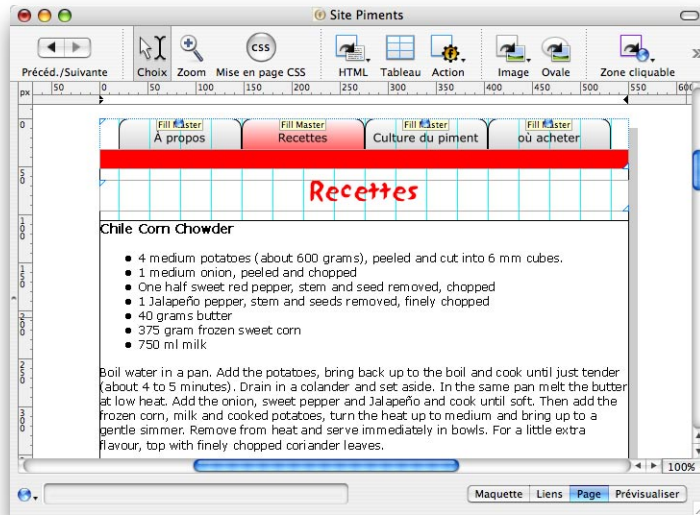 Site Piments
Précéd./Suivante
Choix
Zoom
CSS
Mise en page CSS
HTML
Tableau
Action
Image
Ovale
Zone cliquable
px 50 0 50 100 150 200 250 300 350 400 450 500 550 600
0
50
100
150
200
250
300
Fill Master
Fill Master
Fill Master
Fill Master
À propos
Recettes
Culture du piment
où acheter
Recettes
Chile Corn Chowder
● 4 medium potatoes (about 600 grams), peeled and cut into 6 mm cubes.
● 1 medium onion, peeled and chopped
● One half sweet red pepper, stem and seed removed, chopped
● 1 Jalapeño pepper, stem and seeds removed, finely chopped
● 40 grams butter
● 375 gram frozen sweet corn
● 750 ml milk
Boil water in a pan. Add the potatoes, bring back up to the boil and cook until just tender
(about 4 to 5 minutes). Drain in a colander and set aside. In the same pan melt the butter
at low heat. Add the onion, sweet pepper and Jalapeño and cook until soft. Then add the
frozen corn, milk and cooked potatoes, turn the heat up to medium and bring up to a
gentle simmer. Remove from heat and serve immediately in bowls. For a little extra
flavour, top with finely chopped coriander leaves.
100%
Maquette
Liens
Page
Prévisualiser